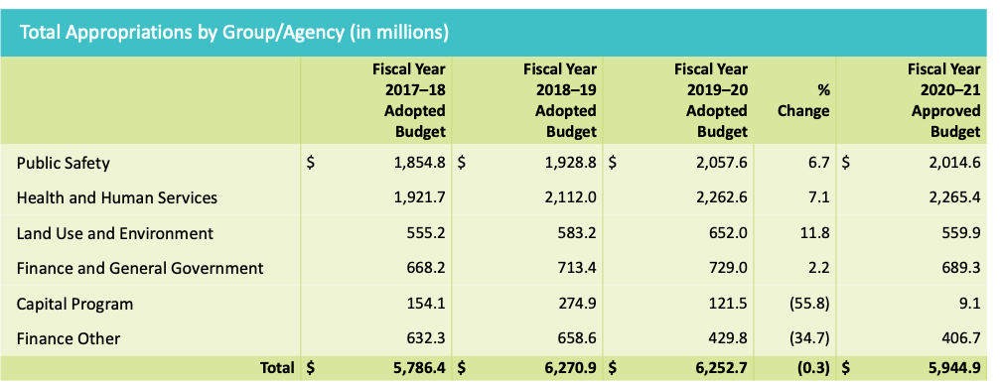 Total Appropriations by Group/Agency (in millions)
Fiscal Year 2017–18 Adopted Budget Fiscal Year 2018–19 Adopted Budget Fiscal Year 2019–20 Adopted Budget % Change Fiscal Year 2020–21 Approved Budget
Public Safety $ 1,854.8 $ 1,928.8 $ 2,057.6 6.7 $ 2,014.6
Health and Human Services 1,921.7 2,112.0 2,262.6 7.1 2,265.4
Land Use and Environment 555.2 583.2 652.0 11.8 559.9
Finance and General Government 668.2 713.4 729.0 2.2 689.3
Capital Program 154.1 274.9 121.5 (55.8) 9.1
Finance Other 632.3 658.6 429.8 (34.7) 406.7
Total $ 5,786.4 $ 6,270.9 $ 6,252.7 (0.3) $ 5,944.9